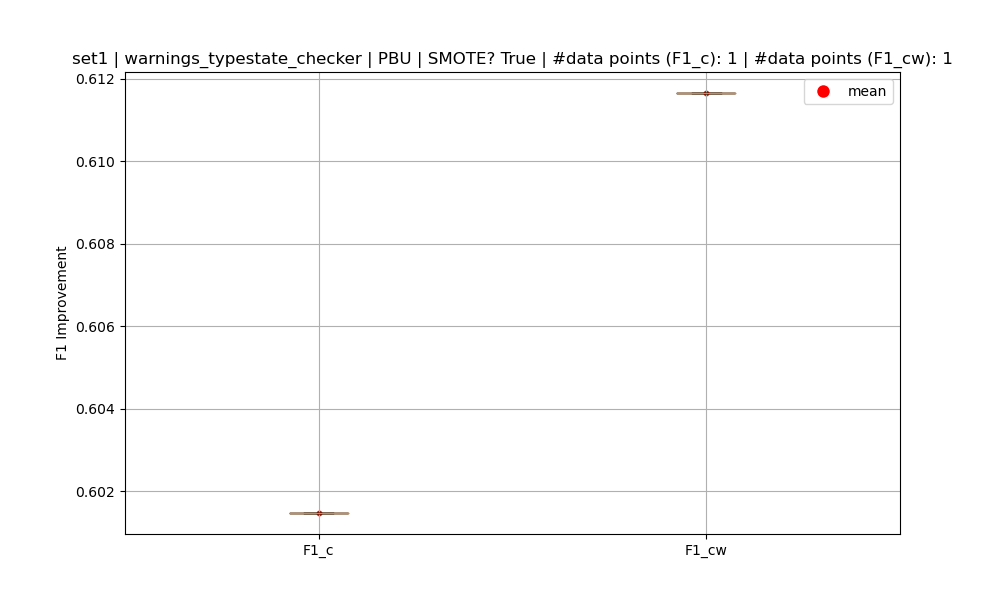 set1 | warnings_typestate_checker | PBU | SMOTE? True | #data points (F1_c): 1 | #data points (F1_cw): 1
0.612
mean
0.610
0.608
F1 Improvement
0.606
0.604
0.602
F1_c
F1_cw